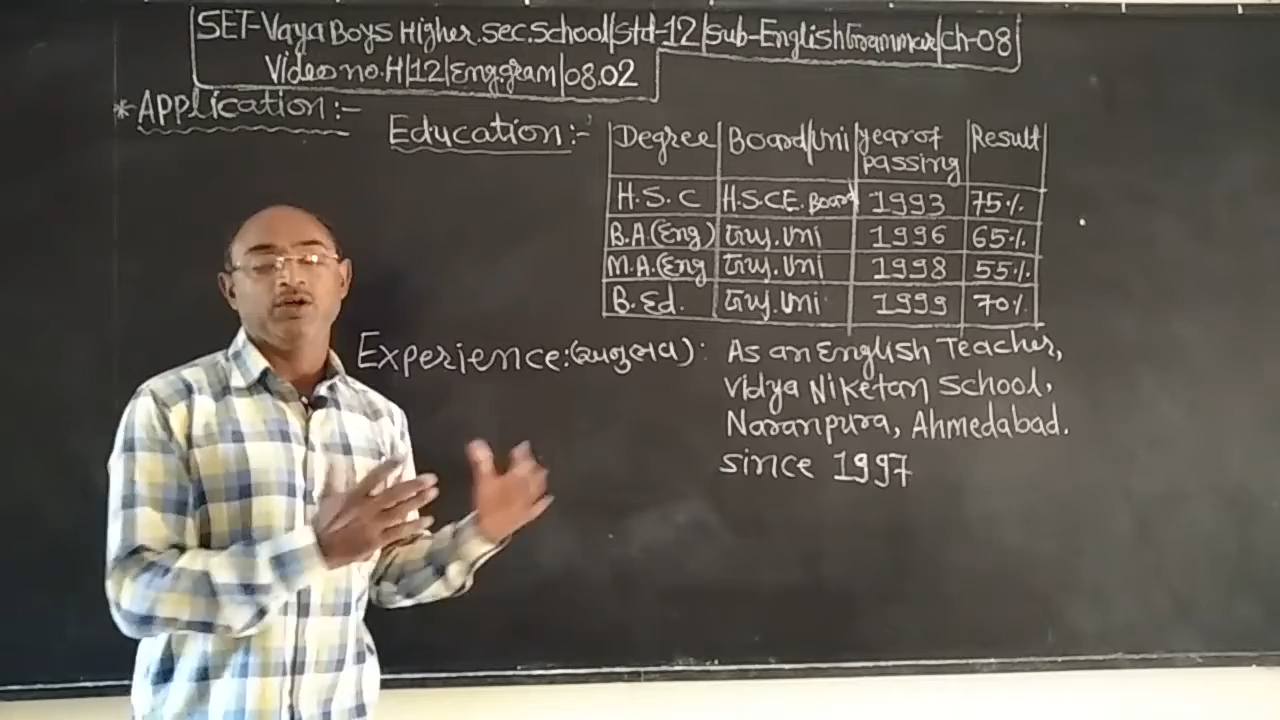 SET-Vaya Boys Higher.Sec.School|Std-12|Sub-English Grammar|Ch-08
Video no.H|12|Eng.gram|08.02
*Application:-
Education:-
Degree Board/Uni year of passing Result
H.S.C H.S.C.E. Board 1993 75%
B.A(Eng) Guj.Uni 1996 65%
M.A.(Eng Guj.Uni 1998 55%
B.Ed. Guj.Uni 1999 70%
Experience:(અનુભવ): As an English Teacher,
Vidya Niketan School,
Naranpura, Ahmedabad.
since 1997